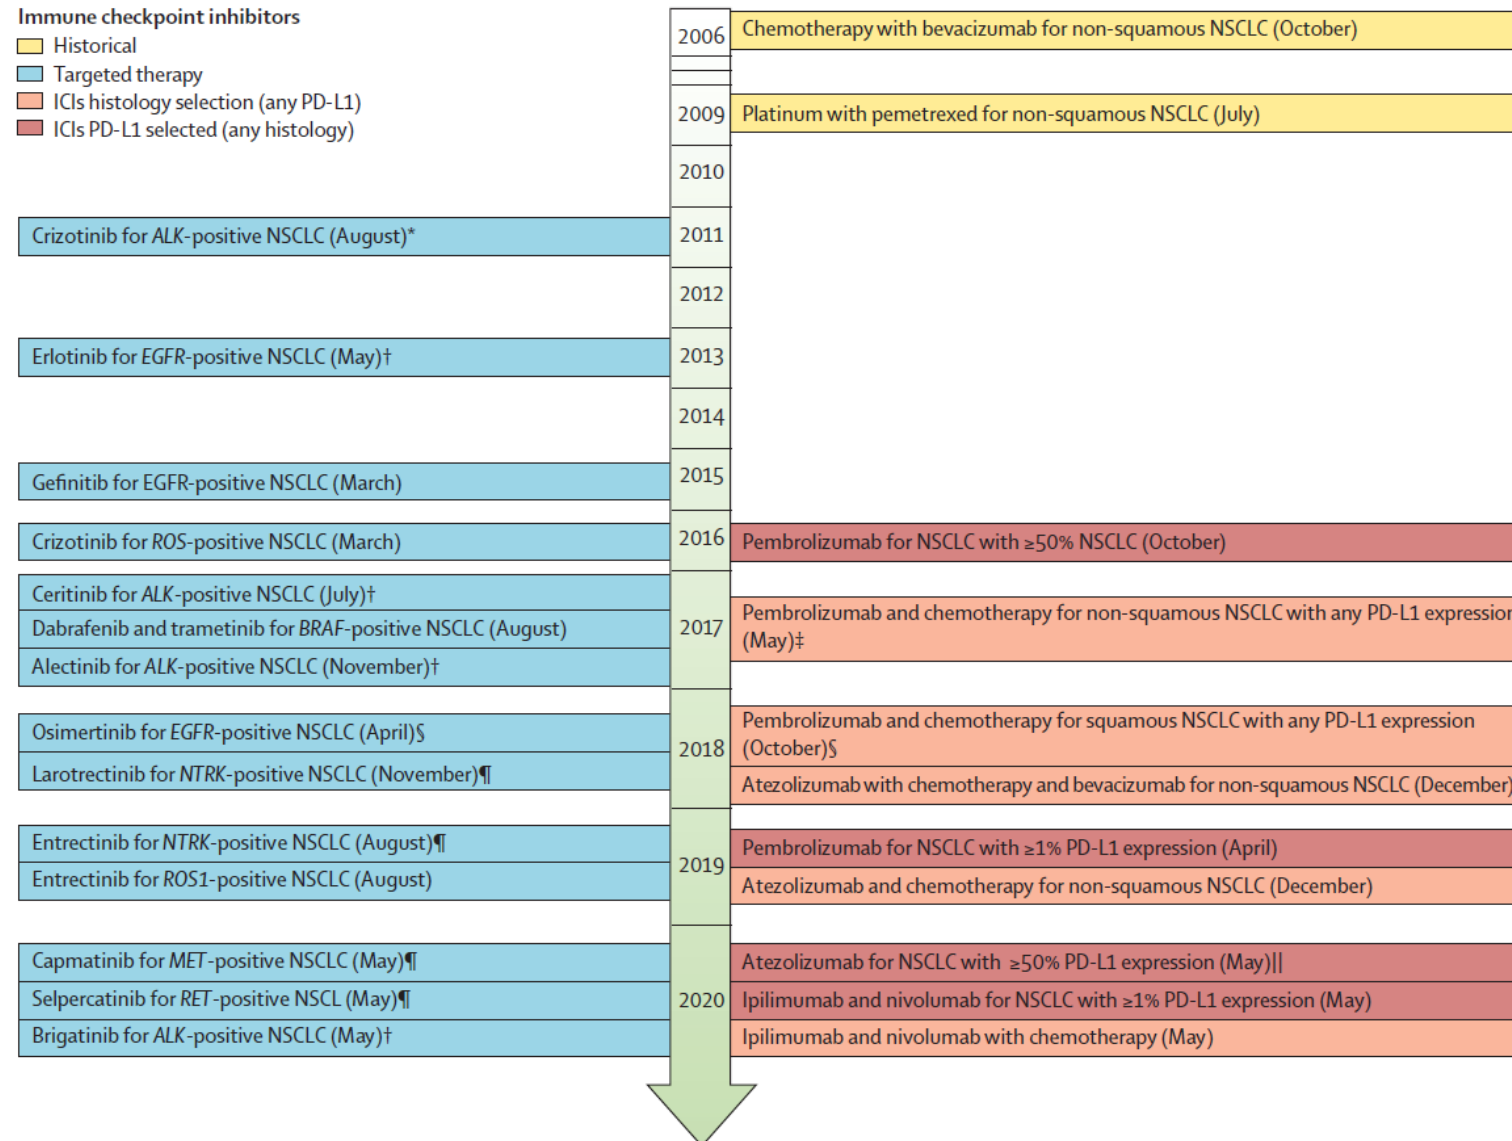 Immune checkpoint inhibitors
Historical
Targeted therapy
ICIs histology selection (any PD-L1)
ICIs PD-L1 selected (any histology)
2006
Chemotherapy with bevacizumab for non-squamous NSCLC (October)
2009
Platinum with pemetrexed for non-squamous NSCLC (July)
2010
Crizotinib for ALK-positive NSCLC (August)*
2011
2012
Erlotinib for EGFR-positive NSCLC (May)†
2013
2014
Gefinitib for EGFR-positive NSCLC (March)
2015
Crizotinib for ROS-positive NSCLC (March)
2016
Pembrolizumab for NSCLC with ≥50% NSCLC (October)
Ceritinib for ALK-positive NSCLC (July)†
Dabrafenib and trametinib for BRAF-positive NSCLC (August)
Alectinib for ALK-positive NSCLC (November)†
2017
Pembrolizumab and chemotherapy for non-squamous NSCLC with any PD-L1 expression
(May)‡
Osimertinib for EGFR-positive NSCLC (April)§
Larotrectinib for NTRK-positive NSCLC (November)¶
2018
Pembrolizumab and chemotherapy for squamous NSCLC with any PD-L1 expression
(October)§
Atezolizumab with chemotherapy and bevacizumab for non-squamous NSCLC (December)
Entrectinib for NTRK-positive NSCLC (August)¶
Entrectinib for ROS1-positive NSCLC (August)
2019
Pembrolizumab for NSCLC with ≥1% PD-L1 expression (April)
Atezolizumab and chemotherapy for non-squamous NSCLC (December)
Capmatinib for MET-positive NSCLC (May)¶
Selpercatinib for RET-positive NSCL (May)¶
Brigatinib for ALK-positive NSCLC (May)†
2020
Atezolizumab for NSCLC with ≥50% PD-L1 expression (May)||
Ipilimumab and nivolumab for NSCLC with ≥1% PD-L1 expression (May)
Ipilimumab and nivolumab with chemotherapy (May)